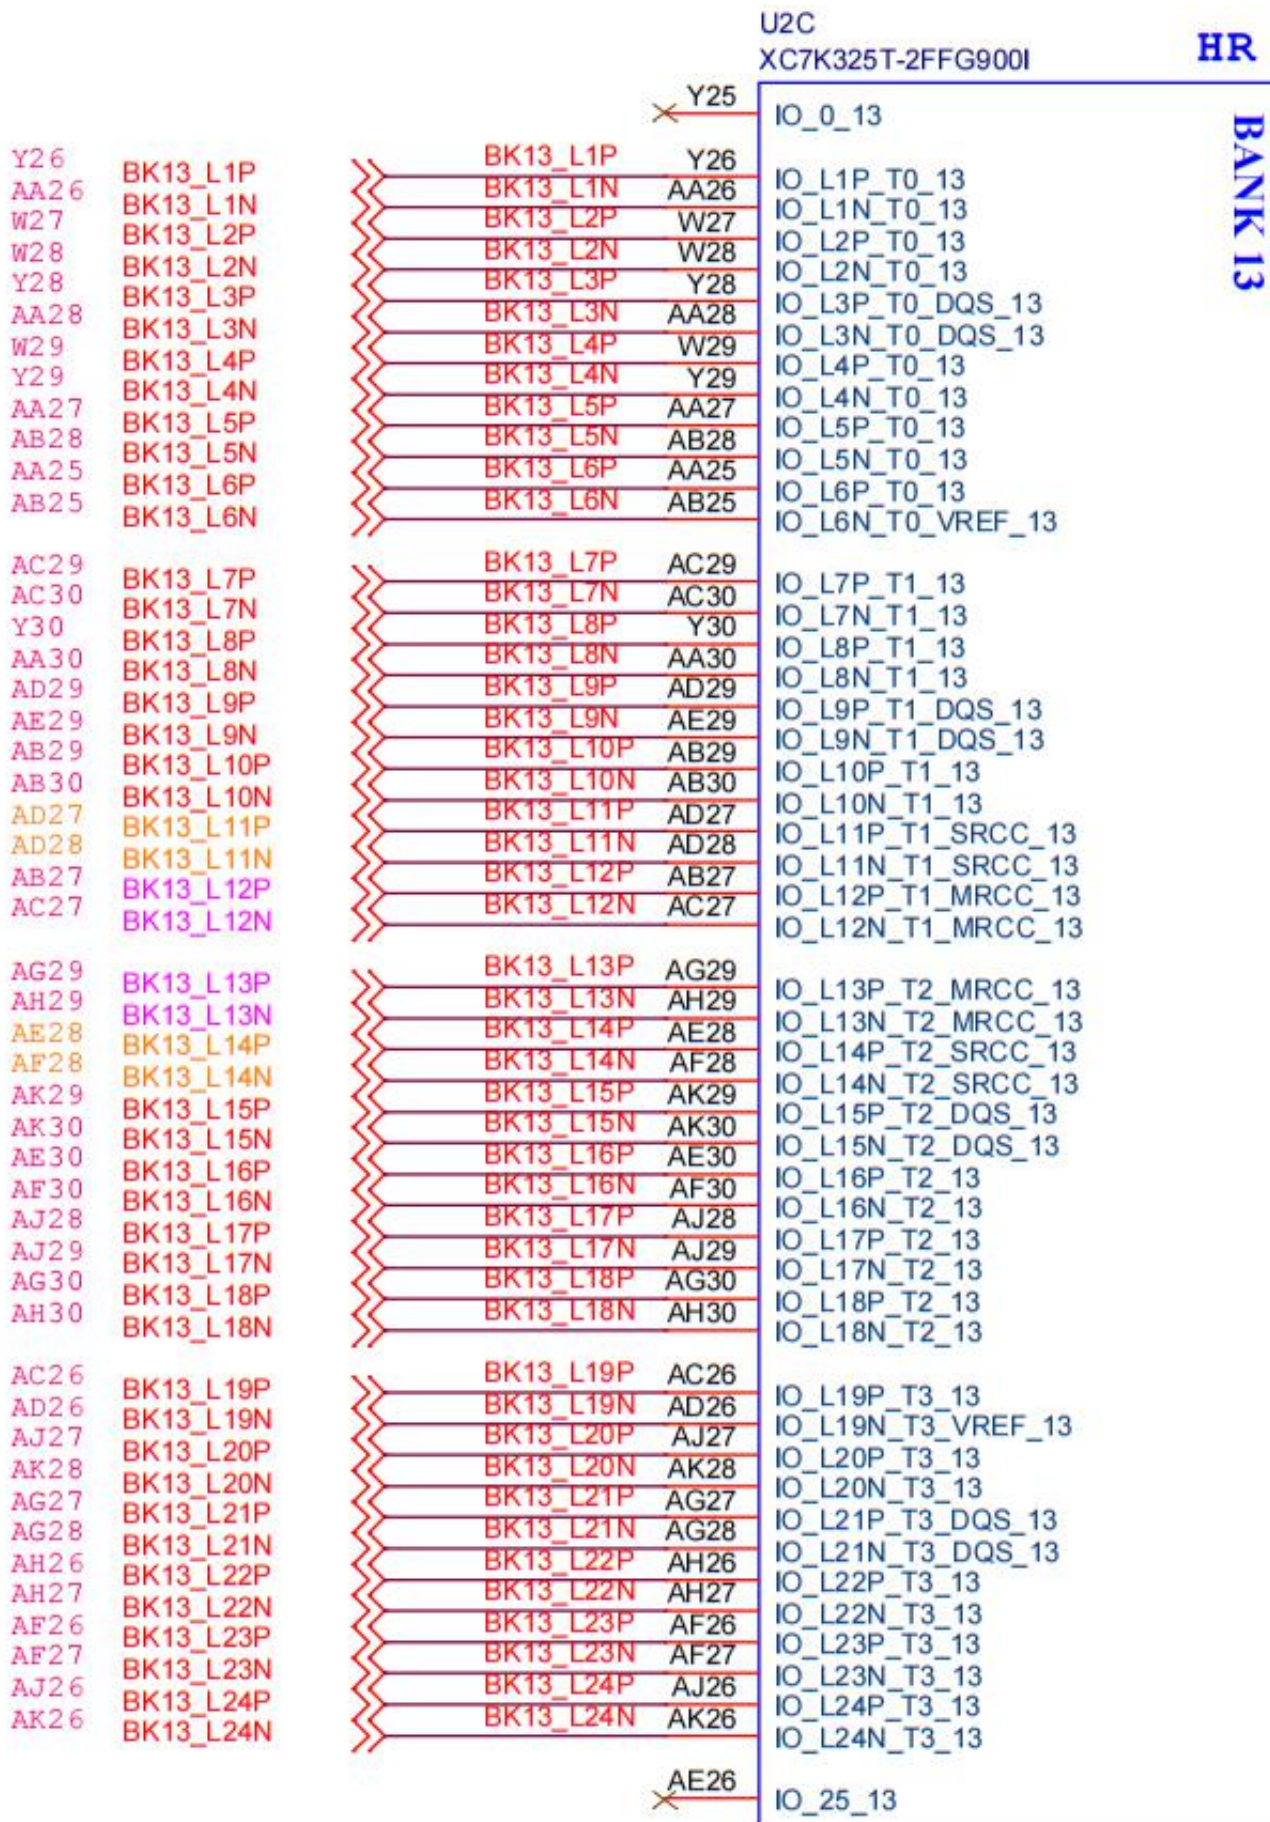 U2C
XC7K325T-2FFG900I
HR
BANK 13
Y25 IO_0_13
Y26 BK13_L1P BK13_L1P Y26 IO_L1P_T0_13
AA26 BK13_L1N BK13_L1N AA26 IO_L1N_T0_13
W27 BK13_L2P BK13_L2P W27 IO_L2P_T0_13
W28 BK13_L2N BK13_L2N W28 IO_L2N_T0_13
Y28 BK13_L3P BK13_L3P Y28 IO_L3P_T0_DQS_13
AA28 BK13_L3N BK13_L3N AA28 IO_L3N_T0_DQS_13
W29 BK13_L4P BK13_L4P W29 IO_L4P_T0_13
Y29 BK13_L4N BK13_L4N Y29 IO_L4N_T0_13
AA27 BK13_L5P BK13_L5P AA27 IO_L5P_T0_13
AB28 BK13_L5N BK13_L5N AB28 IO_L5N_T0_13
AA25 BK13_L6P BK13_L6P AA25 IO_L6P_T0_13
AB25 BK13_L6N BK13_L6N AB25 IO_L6N_T0_VREF_13
AC29 BK13_L7P BK13_L7P AC29 IO_L7P_T1_13
AC30 BK13_L7N BK13_L7N AC30 IO_L7N_T1_13
Y30 BK13_L8P BK13_L8P Y30 IO_L8P_T1_13
AA30 BK13_L8N BK13_L8N AA30 IO_L8N_T1_13
AD29 BK13_L9P BK13_L9P AD29 IO_L9P_T1_DQS_13
AE29 BK13_L9N BK13_L9N AE29 IO_L9N_T1_DQS_13
AB29 BK13_L10P BK13_L10P AB29 IO_L10P_T1_13
AB30 BK13_L10N BK13_L10N AB30 IO_L10N_T1_13
AD27 BK13_L11P BK13_L11P AD27 IO_L11P_T1_SRCC_13
AD28 BK13_L11N BK13_L11N AD28 IO_L11N_T1_SRCC_13
AB27 BK13_L12P BK13_L12P AB27 IO_L12P_T1_MRCC_13
AC27 BK13_L12N BK13_L12N AC27 IO_L12N_T1_MRCC_13
AG29 BK13_L13P BK13_L13P AG29 IO_L13P_T2_MRCC_13
AH29 BK13_L13N BK13_L13N AH29 IO_L13N_T2_MRCC_13
AE28 BK13_L14P BK13_L14P AE28 IO_L14P_T2_SRCC_13
AF28 BK13_L14N BK13_L14N AF28 IO_L14N_T2_SRCC_13
AK29 BK13_L15P BK13_L15P AK29 IO_L15P_T2_DQS_13
AK30 BK13_L15N BK13_L15N AK30 IO_L15N_T2_DQS_13
AE30 BK13_L16P BK13_L16P AE30 IO_L16P_T2_13
AF30 BK13_L16N BK13_L16N AF30 IO_L16N_T2_13
AJ28 BK13_L17P BK13_L17P AJ28 IO_L17P_T2_13
AJ29 BK13_L17N BK13_L17N AJ29 IO_L17N_T2_13
AG30 BK13_L18P BK13_L18P AG30 IO_L18P_T2_13
AH30 BK13_L18N BK13_L18N AH30 IO_L18N_T2_13
AC26 BK13_L19P BK13_L19P AC26 IO_L19P_T3_13
AD26 BK13_L19N BK13_L19N AD26 IO_L19N_T3_VREF_13
AJ27 BK13_L20P BK13_L20P AJ27 IO_L20P_T3_13
AK28 BK13_L20N BK13_L20N AK28 IO_L20N_T3_13
AG27 BK13_L21P BK13_L21P AG27 IO_L21P_T3_DQS_13
AG28 BK13_L21N BK13_L21N AG28 IO_L21N_T3_DQS_13
AH26 BK13_L22P BK13_L22P AH26 IO_L22P_T3_13
AH27 BK13_L22N BK13_L22N AH27 IO_L22N_T3_13
AF26 BK13_L23P BK13_L23P AF26 IO_L23P_T3_13
AF27 BK13_L23N BK13_L23N AF27 IO_L23N_T3_13
AJ26 BK13_L24P BK13_L24P AJ26 IO_L24P_T3_13
AK26 BK13_L24N BK13_L24N AK26 IO_L24N_T3_13
AE26 IO_25_13